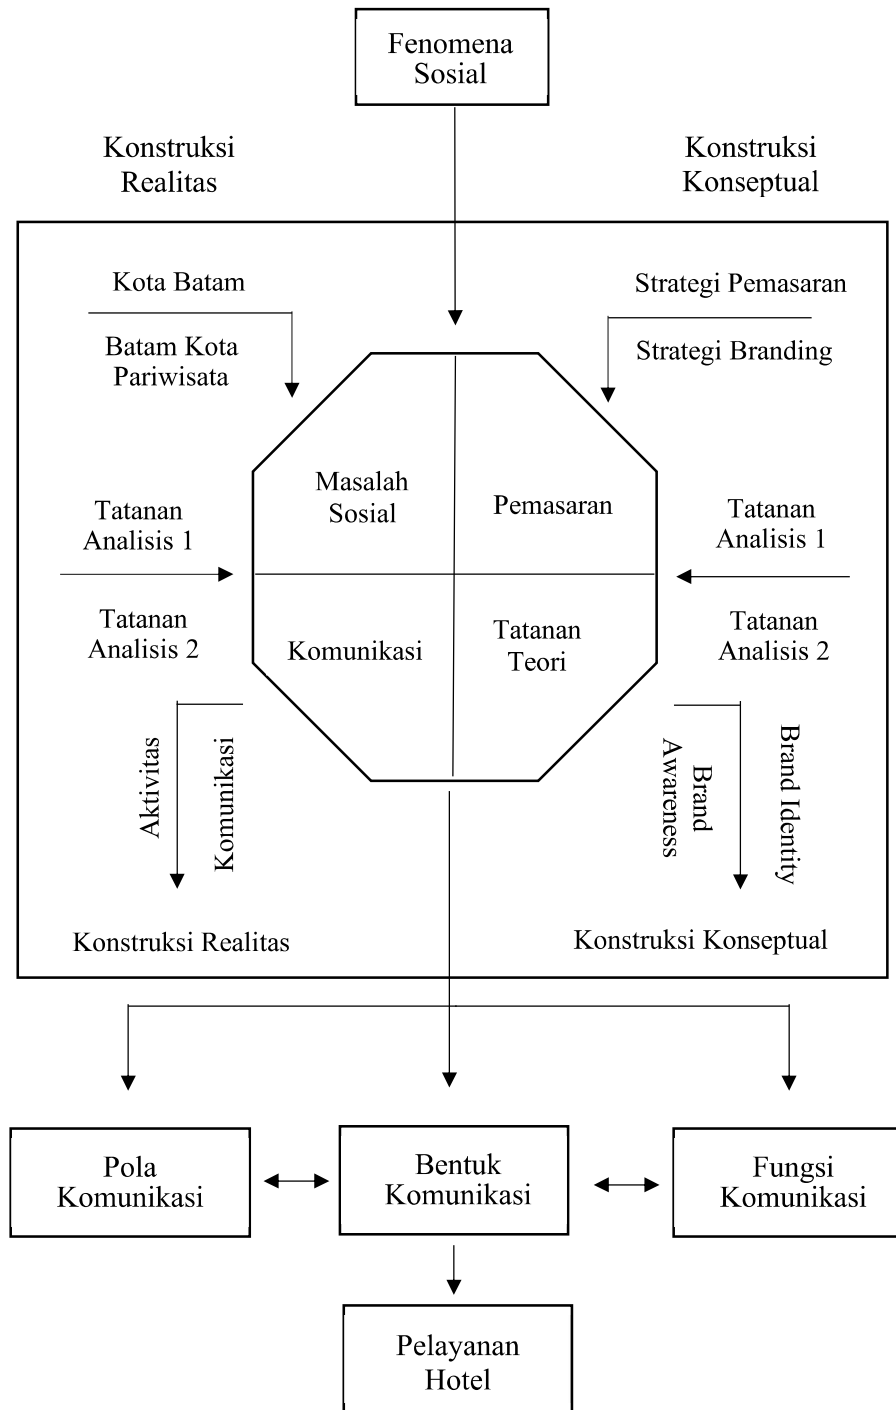 Fenomena
Sosial
Konstruksi
Realitas
Konstruksi
Konseptual
Kota Batam
Batam Kota
Pariwisata
Strategi Pemasaran
Strategi Branding
Masalah
Sosial
Pemasaran
Tatanan
Analisis 1
Tatanan
Analisis 1
Tatanan
Analisis 2
Komunikasi
Tatanan
Teori
Tatanan
Analisis 2
Aktivitas
Komunikasi
Brand
Awareness
Brand Identity
Konstruksi Realitas
Konstruksi Konseptual
Pola
Komunikasi
Bentuk
Komunikasi
Fungsi
Komunikasi
Pelayanan
Hotel